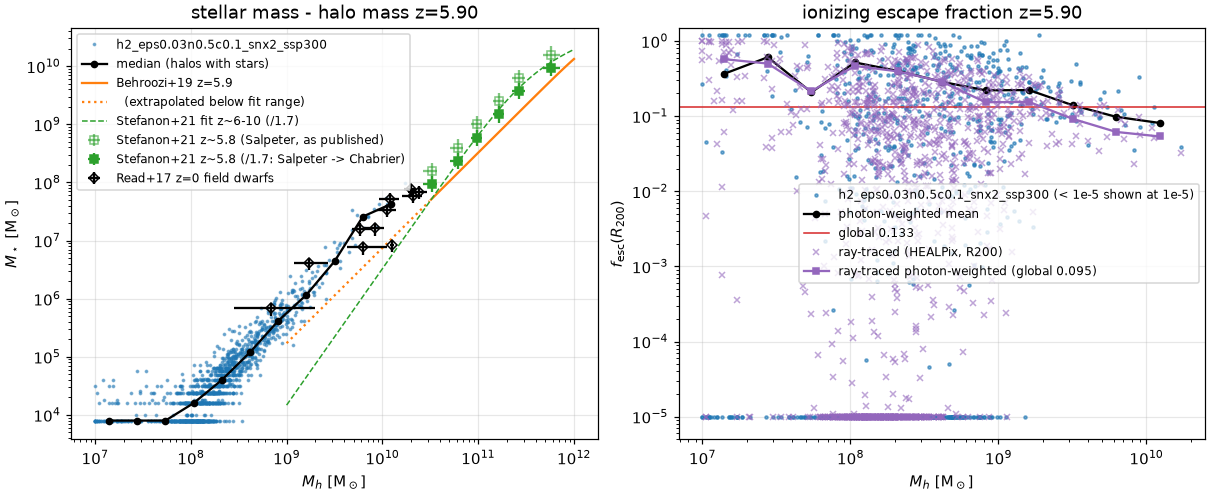 stellar mass - halo mass z=5.90
h2_eps0.03n0.5c0.1_snx2_ssp300
median (halos with stars)
Behroozi+19 z=5.9
(extrapolated below fit range)
Stefanon+21 fit z~6-10 (/1.7)
Stefanon+21 z~5.8 (Salpeter, as published)
Stefanon+21 z~5.8 (/1.7: Salpeter -> Chabrier)
Read+17 z=0 field dwarfs
10^10
10^9
10^8
10^7
10^6
10^5
10^4
M⋆ [M⊙]
10^7 10^8 10^9 10^10 10^11 10^12
M_h [M⊙]
ionizing escape fraction z=5.90
h2_eps0.03n0.5c0.1_snx2_ssp300 (< 1e-5 shown at 1e-5)
photon-weighted mean
global 0.133
ray-traced (HEALPix, R200)
ray-traced photon-weighted (global 0.095)
10^0
10^−1
10^−2
10^−3
10^−4
10^−5
f_esc(R_200)
10^7 10^8 10^9 10^10
M_h [M⊙]